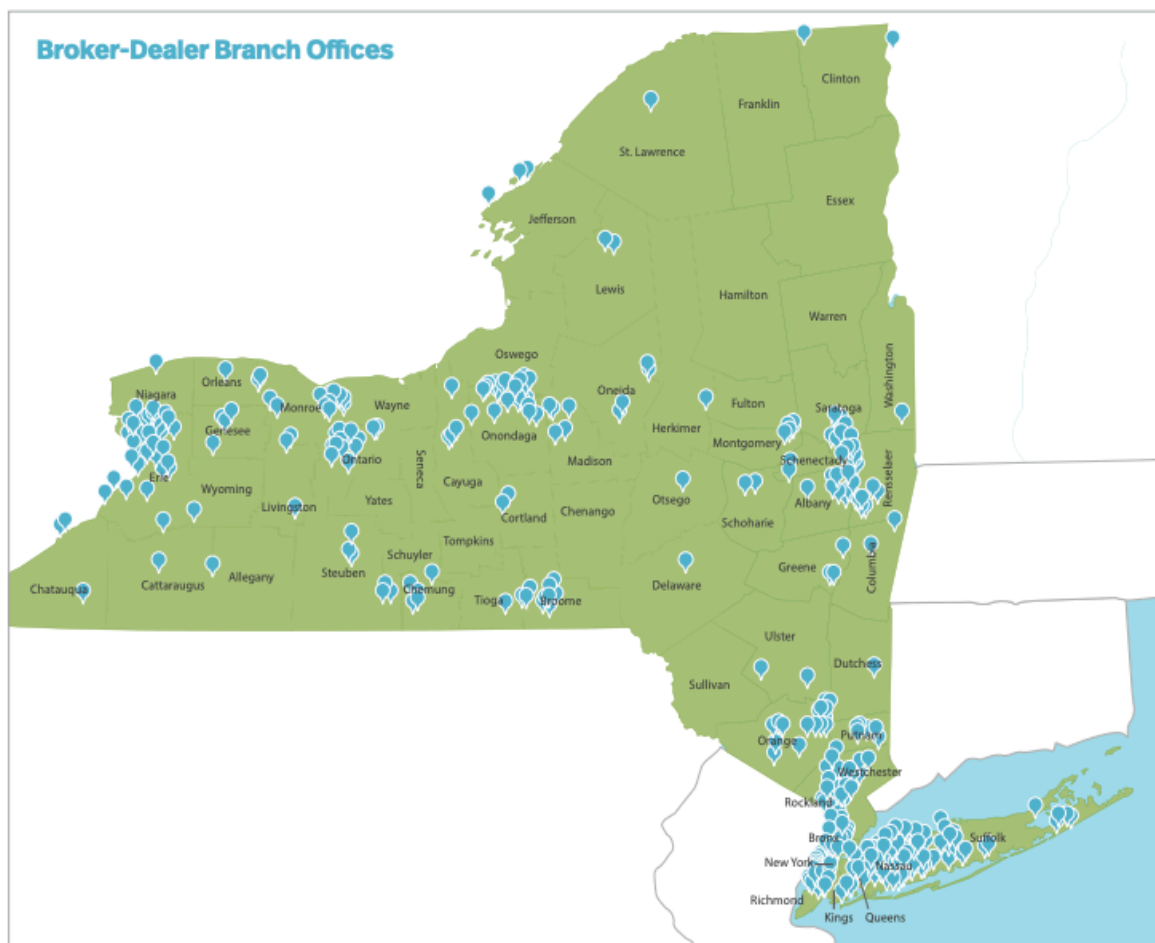 Broker-Dealer Branch Offices
Clinton
Franklin
St. Lawrence
Essex
Jefferson
Lewis
Hamilton
Warren
Washington
Oswego
Orleans
Niagara
Oneida
Monroe
Wayne
Fulton
Saratoga
Genesee
Herkimer
Onondaga
Montgomery
Ontario
Madison
Schenectady
Seneca
Rensselaer
Erie
Cayuga
Wyoming
Otsego
Yates
Albany
Livingston
Chenango
Cortland
Schoharie
Tompkins
Schuyler
Greene
Columbia
Steuben
Allegany
Cattaraugus
Delaware
Chatauqua
Chemung
Tioga
Broome
Ulster
Dutchess
Sullivan
Orange
Putnam
Westchester
Rockland
Bronx
Suffolk
New York
Nassau
Richmond
Kings
Queens